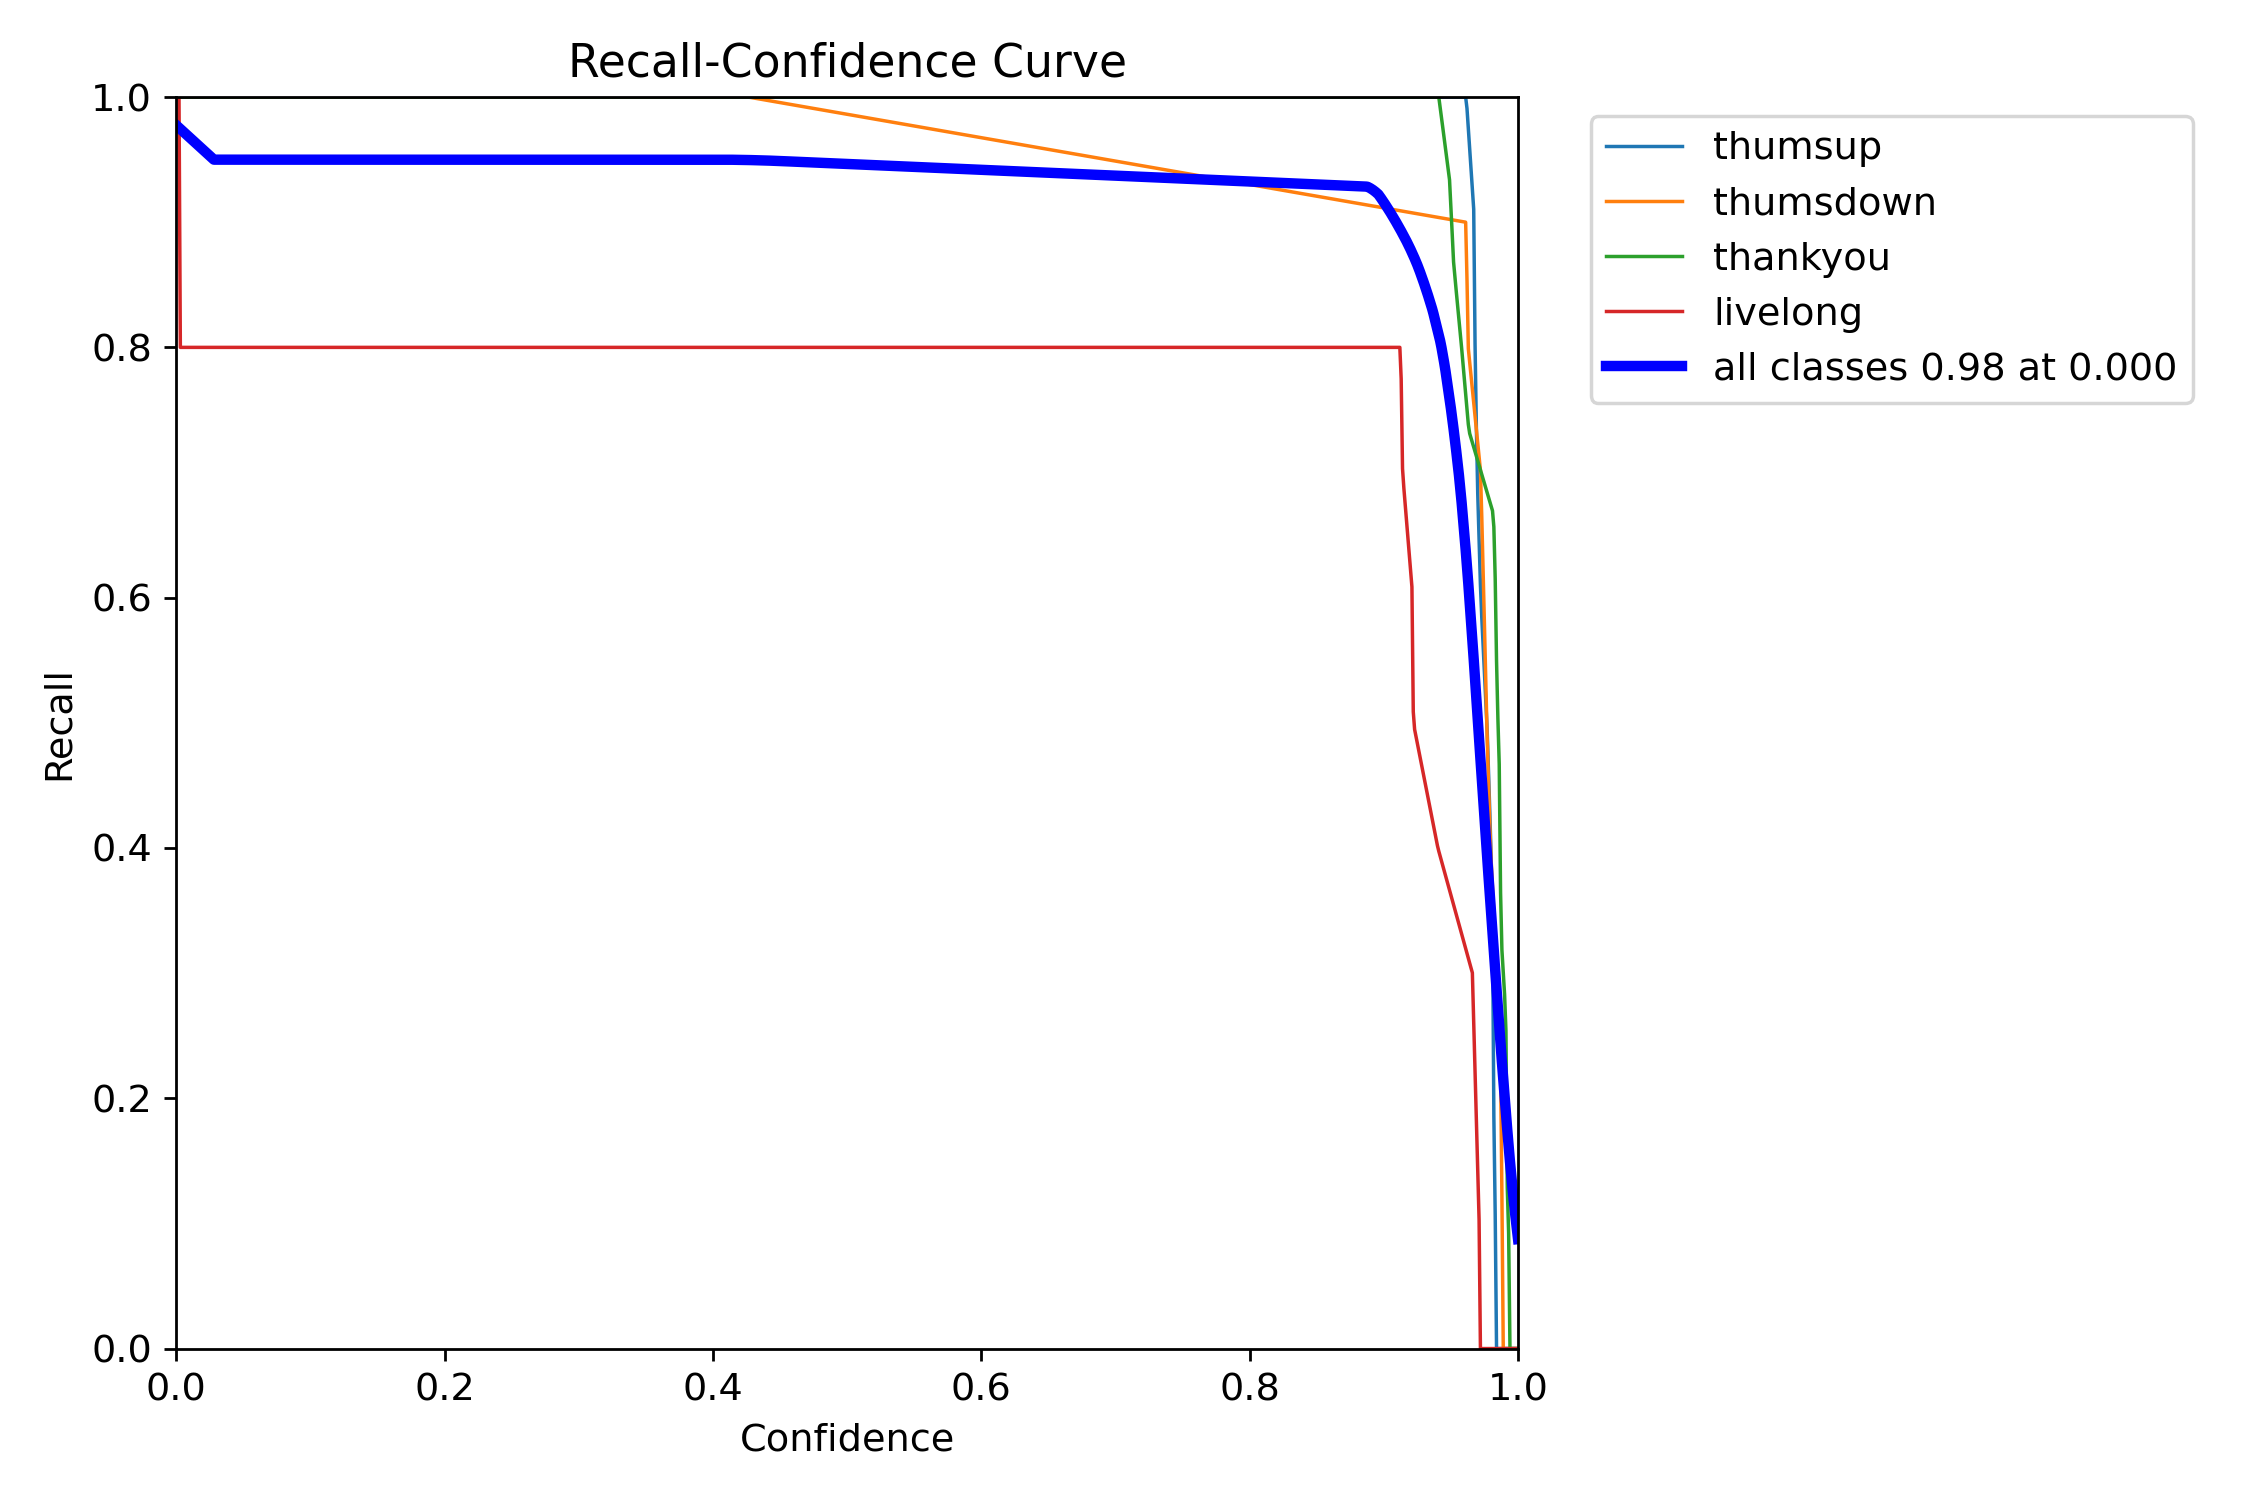 Recall-Confidence Curve
1.0
0.8
0.6
0.4
0.2
0.0
Recall
0.0 0.2 0.4 0.6 0.8 1.0
Confidence
thumsup
thumsdown
thankyou
livelong
all classes 0.98 at 0.000